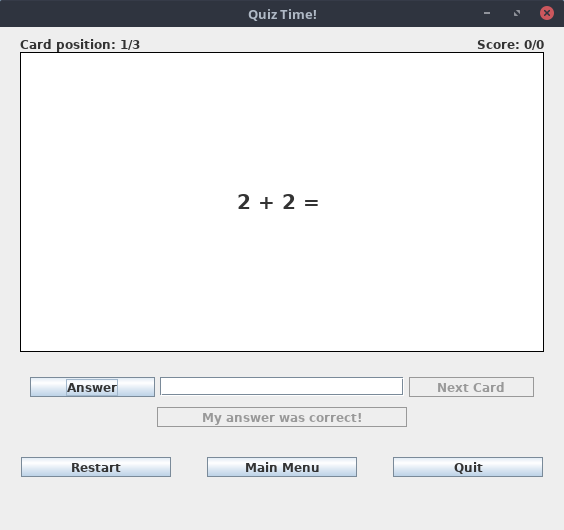 Quiz Time!
Card position: 1/3 Score: 0/0
2 + 2 =
Answer Next Card
My answer was correct!
Restart Main Menu Quit